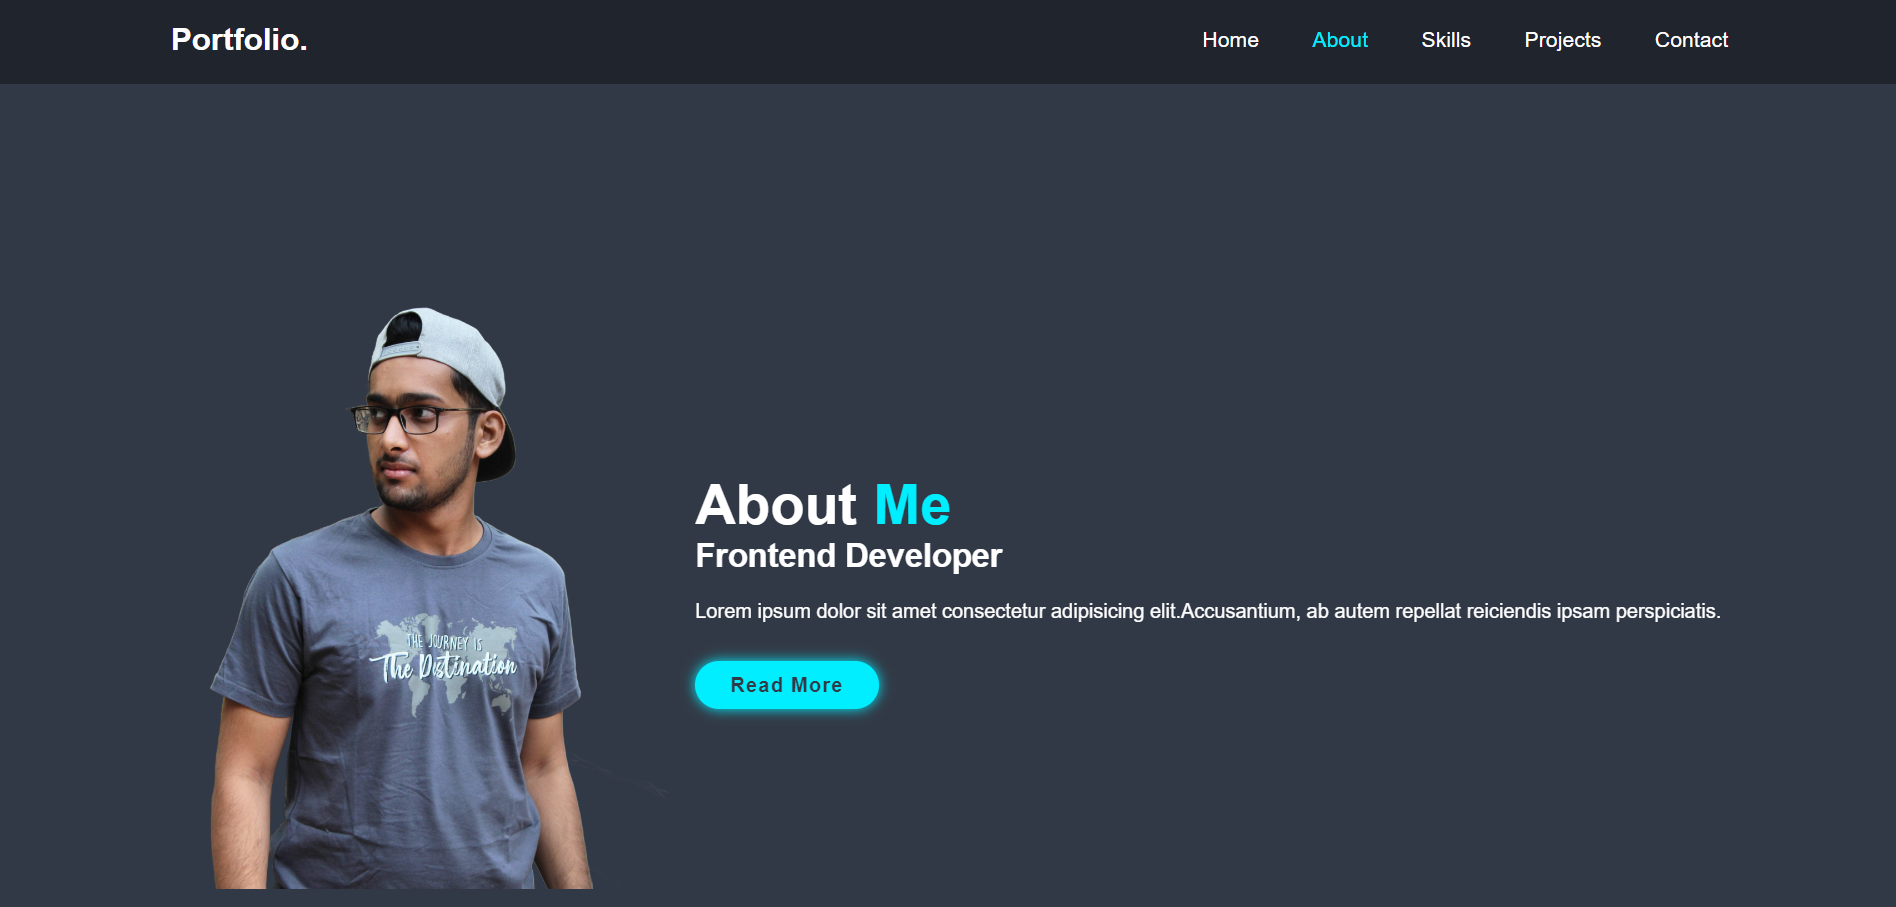 Portfolio.
Home About Skills Projects Contact
About Me
Frontend Developer
Lorem ipsum dolor sit amet consectetur adipisicing elit.Accusantium, ab autem repellat reiciendis ipsam perspiciatis.
THE JOURNEY IS
The Distination
Read More